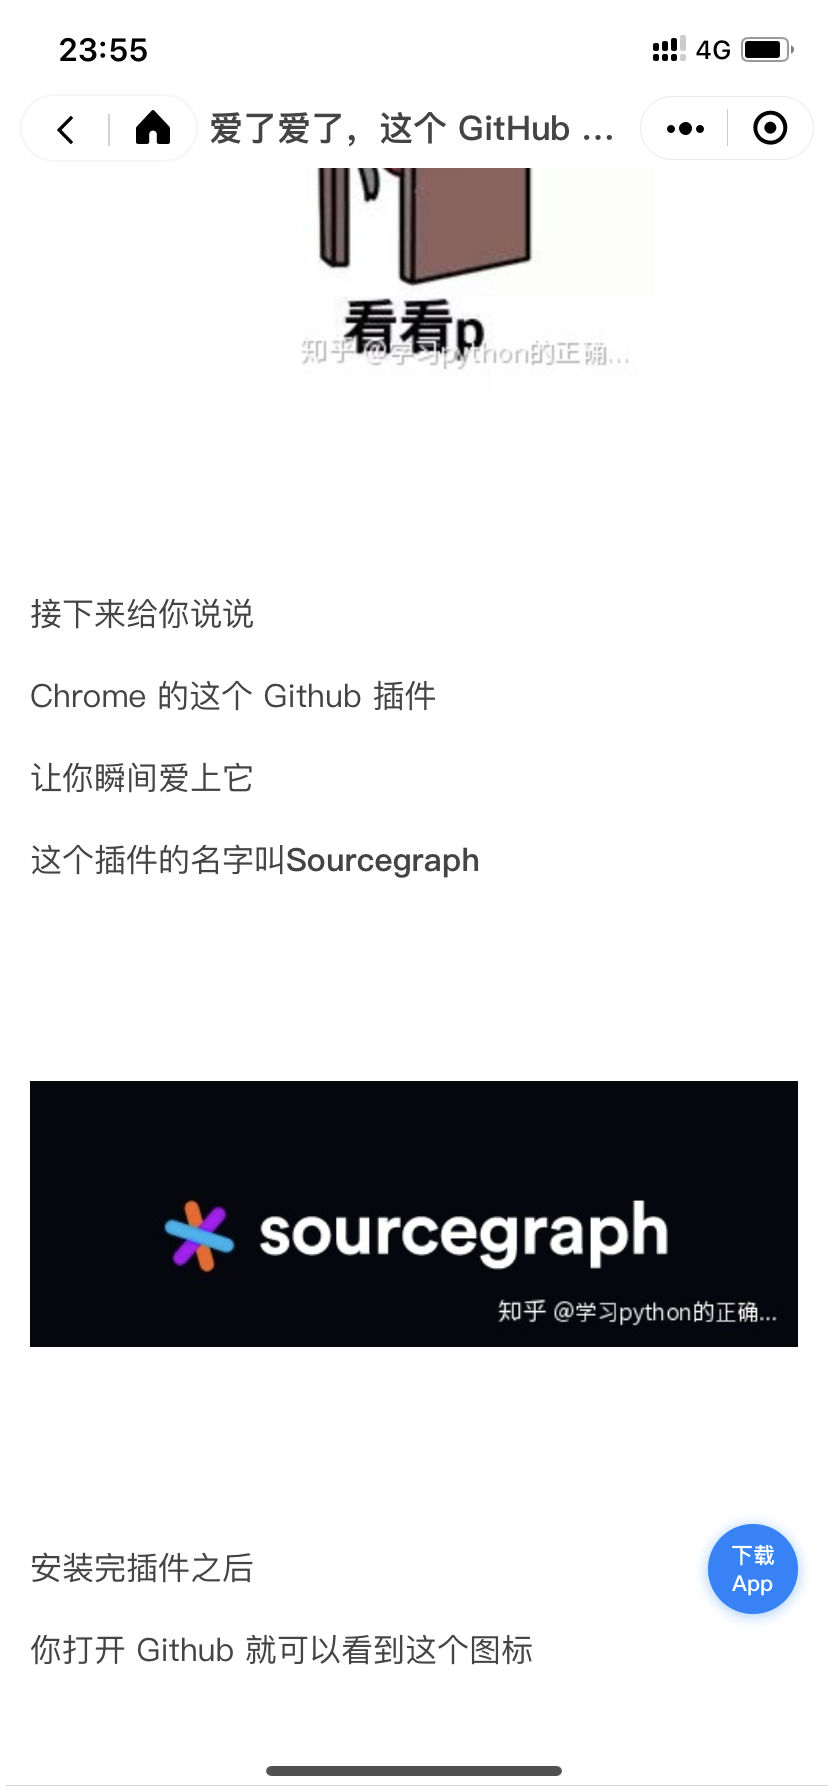 23:55
4G
爱了爱了，这个 GitHub ...
看看p
知乎 @学习python的正确...
接下来给你说说
Chrome 的这个 Github 插件
让你瞬间爱上它
这个插件的名字叫Sourcegraph
sourcegraph
知乎 @学习python的正确...
安装完插件之后
下载
App
你打开 Github 就可以看到这个图标